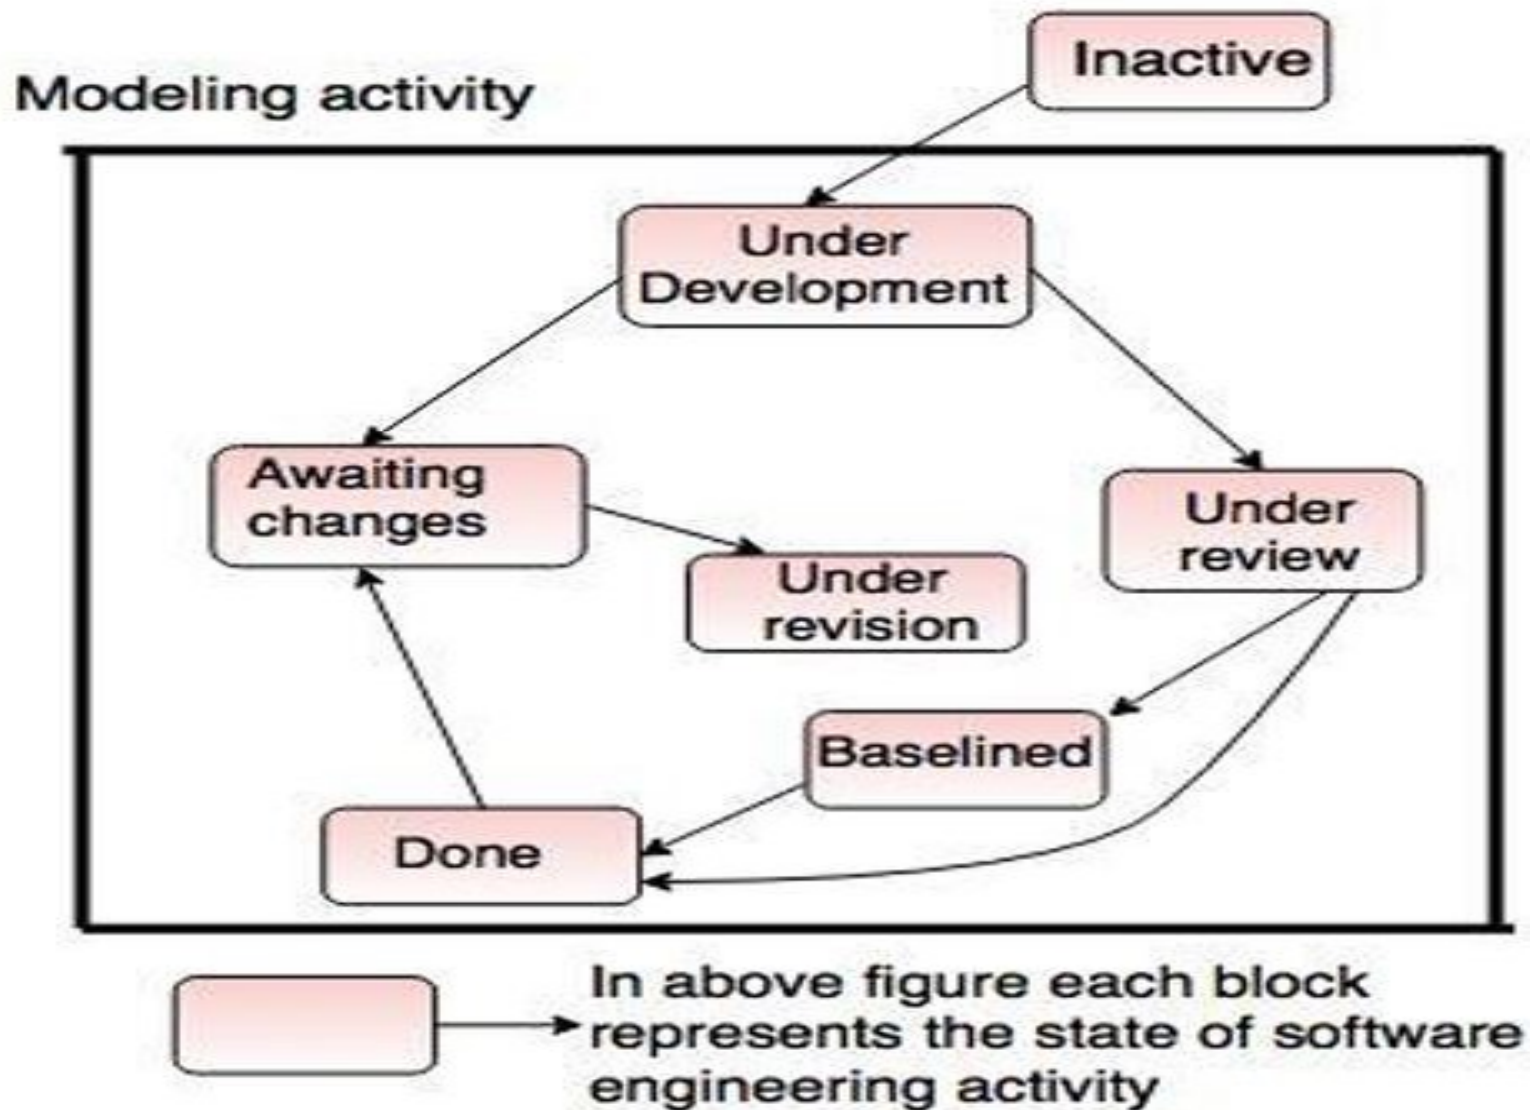 Inactive
Modeling activity
Under
Development
Awaiting
changes
Under
review
Under
revision
Baselined
Done
In above figure each block
represents the state of software
engineering activity